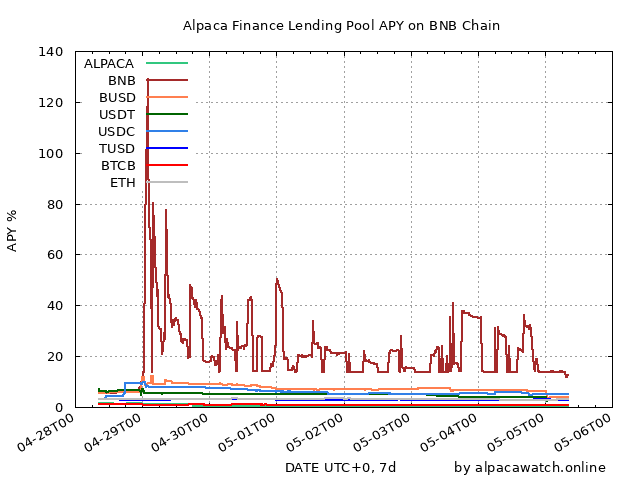 Alpaca Finance Lending Pool APY on BNB Chain
140
120
100
80
60
40
20
0
APY %
ALPACA
BNB
BUSD
USDT
USDC
TUSD
BTCB
ETH
04-28T00
04-29T00
04-30T00
05-01T00
05-02T00
05-03T00
05-04T00
05-05T00
05-06T00
DATE UTC+0, 7d
by alpacawatch.online